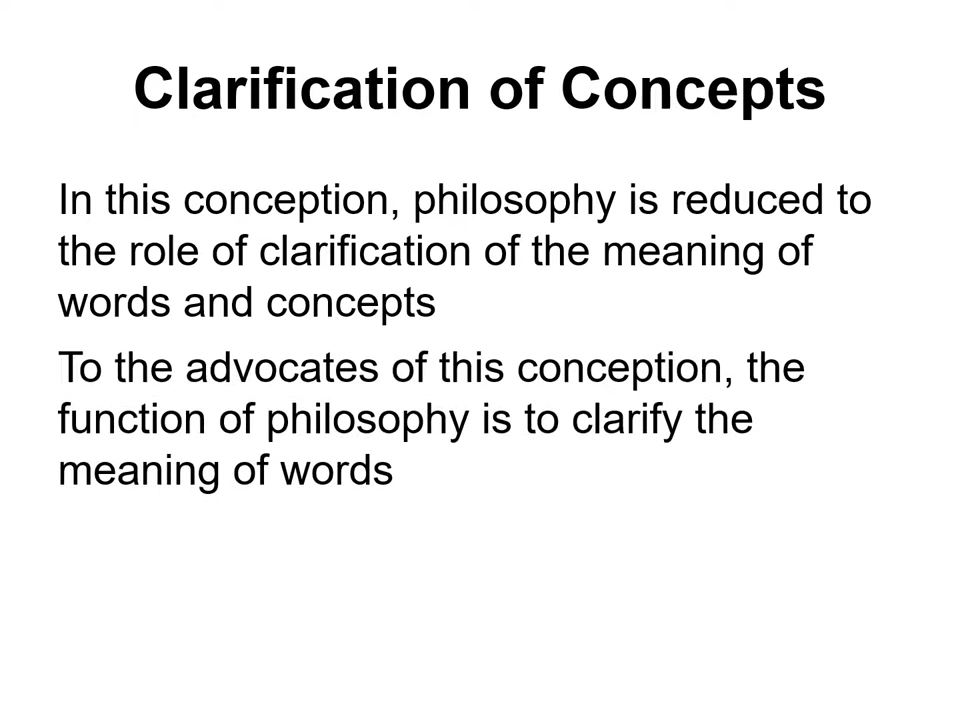 Clarification of Concepts
In this conception, philosophy is reduced to
the role of clarification of the meaning of
words and concepts
To the advocates of this conception, the
function of philosophy is to clarify the
meaning of words